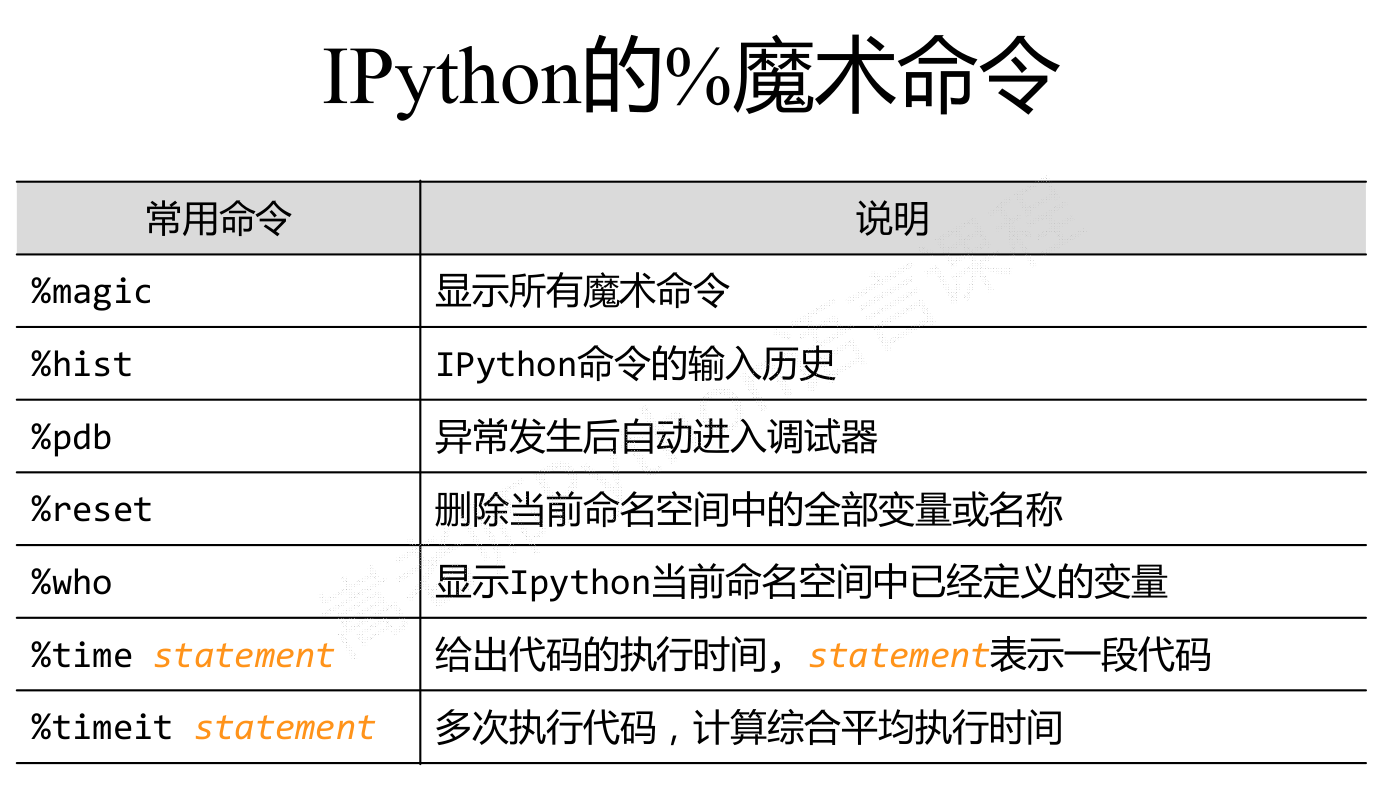 IPython的%魔术命令
常用命令 说明
%magic 显示所有魔术命令
%hist IPython命令的输入历史
%pdb 异常发生后自动进入调试器
%reset 删除当前命名空间中的全部变量或名称
%who 显示Ipython当前命名空间中已经定义的变量
%time statement 给出代码的执行时间, statement表示一段代码
%timeit statement 多次执行代码，计算综合平均执行时间